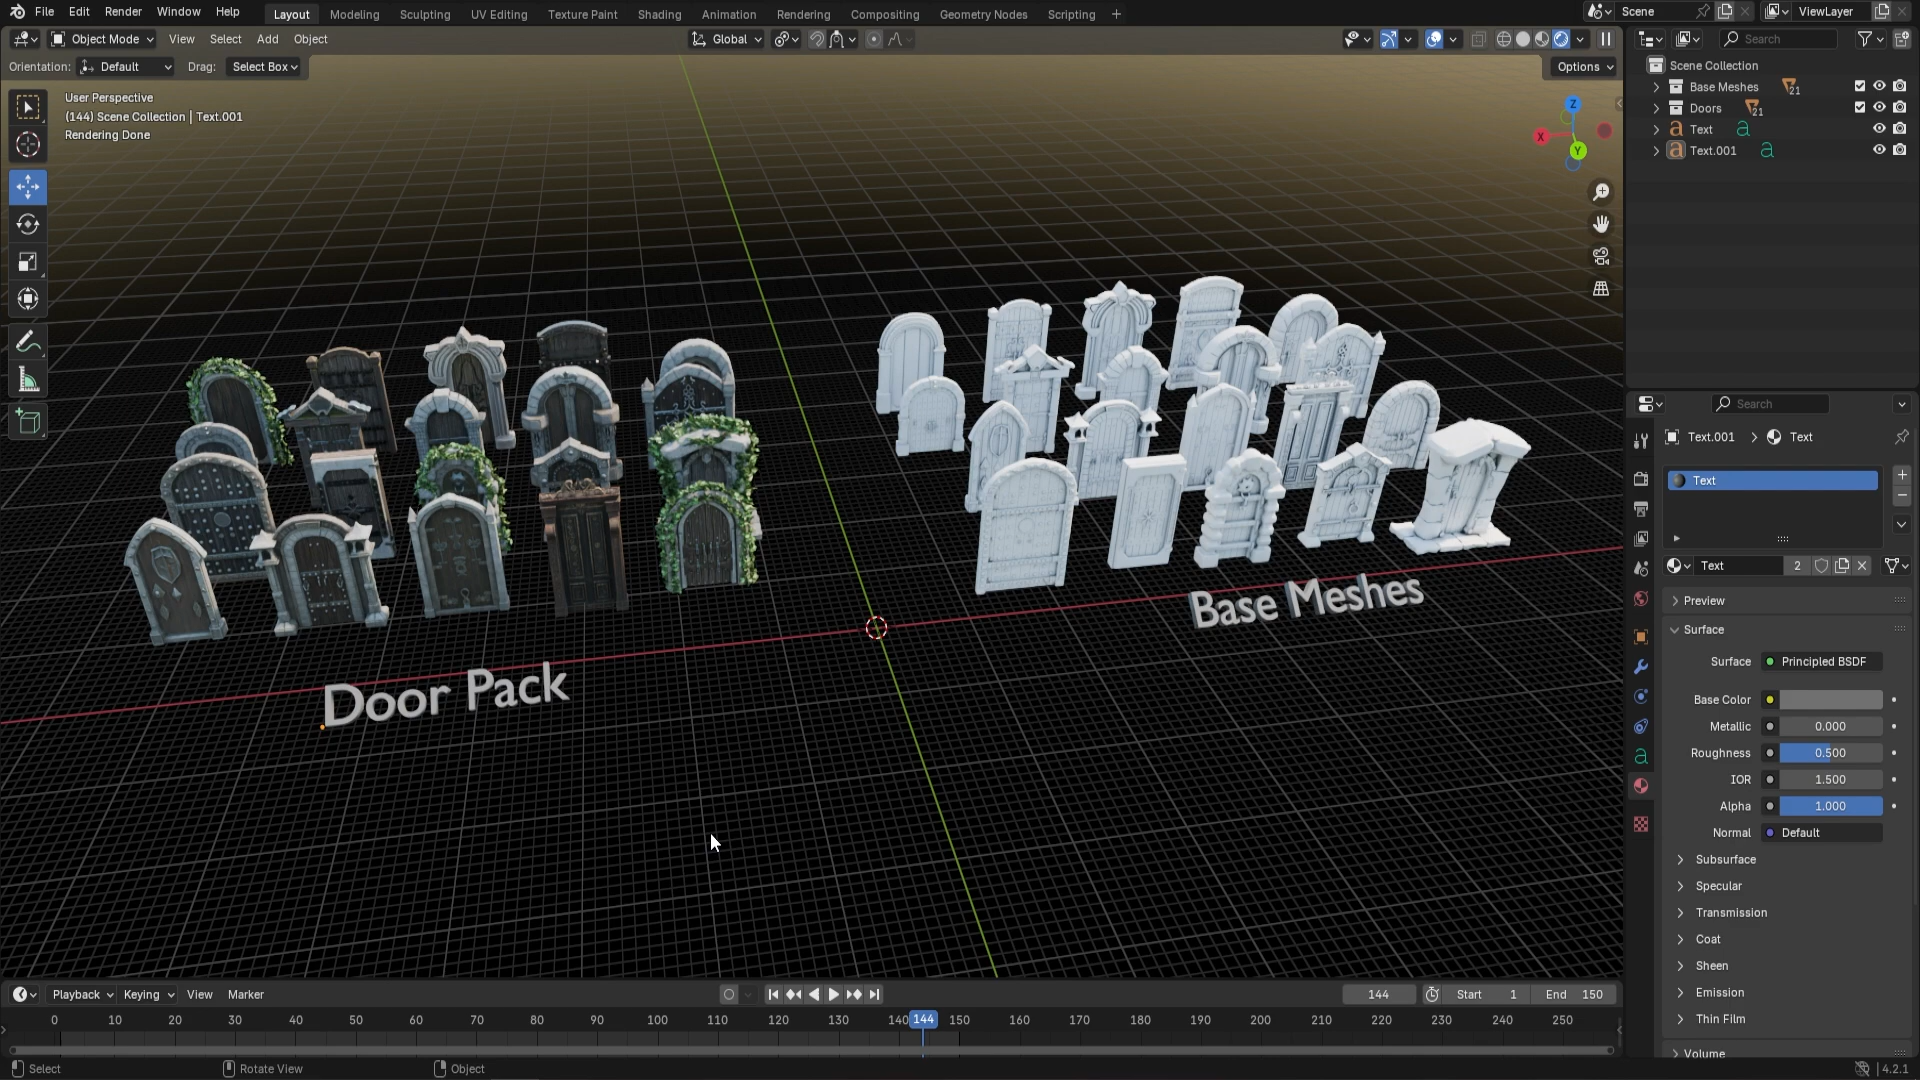 File Edit Render Window Help Layout Modeling Sculpting UV Editing Texture Paint Shading Animation Rendering Compositing Geometry Nodes Scripting + Scene ViewLayer
Object Mode View Select Add Object Global Search
Orientation: Default Drag: Select Box Options
User Perspective
(144) Scene Collection | Text.001
Rendering Done
Z
X
Y
Scene Collection
Base Meshes 21
Doors 21
Text
Text.001
Door Pack
Base Meshes
Search
Text.001 > Text
Text
Text 2
Preview
Surface
Surface Principled BSDF
Base Color
Metallic 0.000
Roughness 0.500
IOR 1.500
Alpha 1.000
Normal Default
Subsurface
Specular
Transmission
Coat
Sheen
Emission
Thin Film
Volume
Playback Keying View Marker 144 Start 1 End 150
0 10 20 30 40 50 60 70 80 90 100 110 120 130 140 144 150 160 170 180 190 200 210 220 230 240 250
Select Rotate View Object 4.2.1